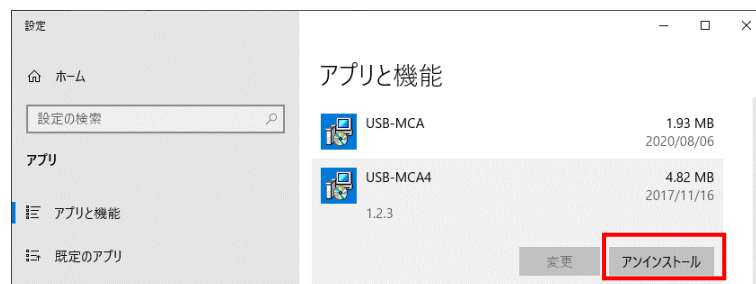 設定
ホーム
設定の検索
アプリ
アプリと機能
既定のアプリ
アプリと機能
USB-MCA 1.93 MB
2020/08/06
USB-MCA4 4.82 MB
2017/11/16
1.2.3
変更 アンインストール